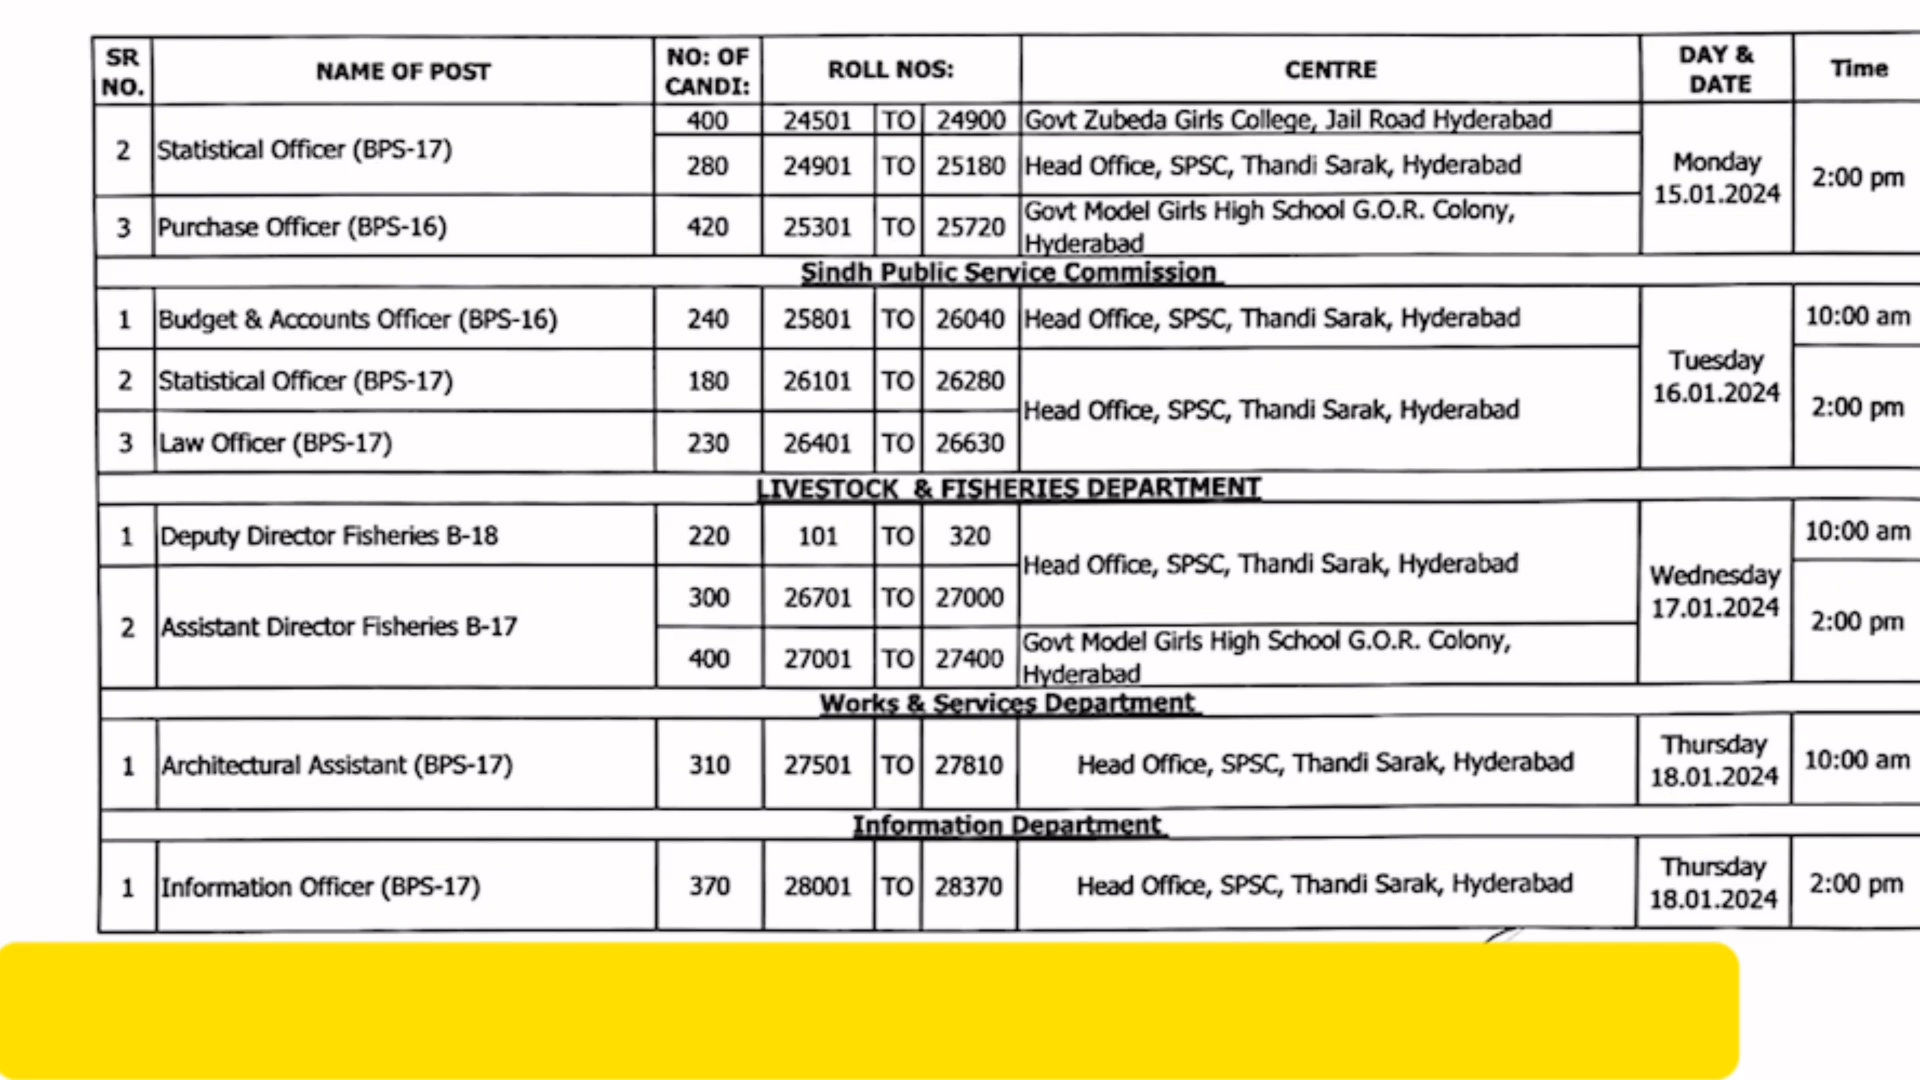 SR NO. NAME OF POST NO: OF CANDI: ROLL NOS: CENTRE DAY & DATE Time
2 Statistical Officer (BPS-17) 400 24501 TO 24900 Govt Zubeda Girls College, Jail Road Hyderabad Monday 15.01.2024 2:00 pm
280 24901 TO 25180 Head Office, SPSC, Thandi Sarak, Hyderabad
3 Purchase Officer (BPS-16) 420 25301 TO 25720 Govt Model Girls High School G.O.R. Colony, Hyderabad
Sindh Public Service Commission
1 Budget & Accounts Officer (BPS-16) 240 25801 TO 26040 Head Office, SPSC, Thandi Sarak, Hyderabad Tuesday 16.01.2024 10:00 am
2 Statistical Officer (BPS-17) 180 26101 TO 26280 Head Office, SPSC, Thandi Sarak, Hyderabad 2:00 pm
3 Law Officer (BPS-17) 230 26401 TO 26630
LIVESTOCK & FISHERIES DEPARTMENT
1 Deputy Director Fisheries B-18 220 101 TO 320 Head Office, SPSC, Thandi Sarak, Hyderabad Wednesday 17.01.2024 10:00 am
2 Assistant Director Fisheries B-17 300 26701 TO 27000 2:00 pm
400 27001 TO 27400 Govt Model Girls High School G.O.R. Colony, Hyderabad
Works & Services Department
1 Architectural Assistant (BPS-17) 310 27501 TO 27810 Head Office, SPSC, Thandi Sarak, Hyderabad Thursday 18.01.2024 10:00 am
Information Department
1 Information Officer (BPS-17) 370 28001 TO 28370 Head Office, SPSC, Thandi Sarak, Hyderabad Thursday 18.01.2024 2:00 pm